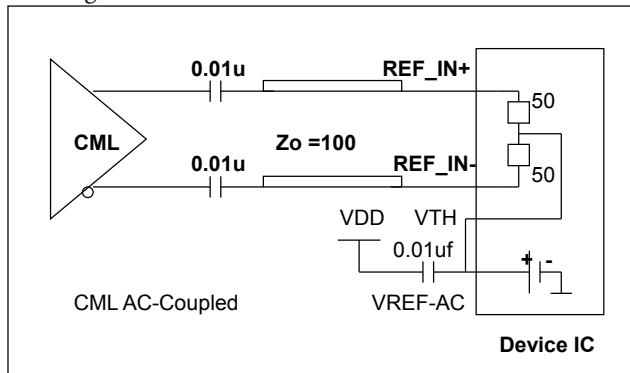 0.01u
REF_IN+
50
CML
0.01u
Zo =100
REF_IN-
50
VDD
VTH
0.01uf
+
-
CML AC-Coupled
VREF-AC
Device IC